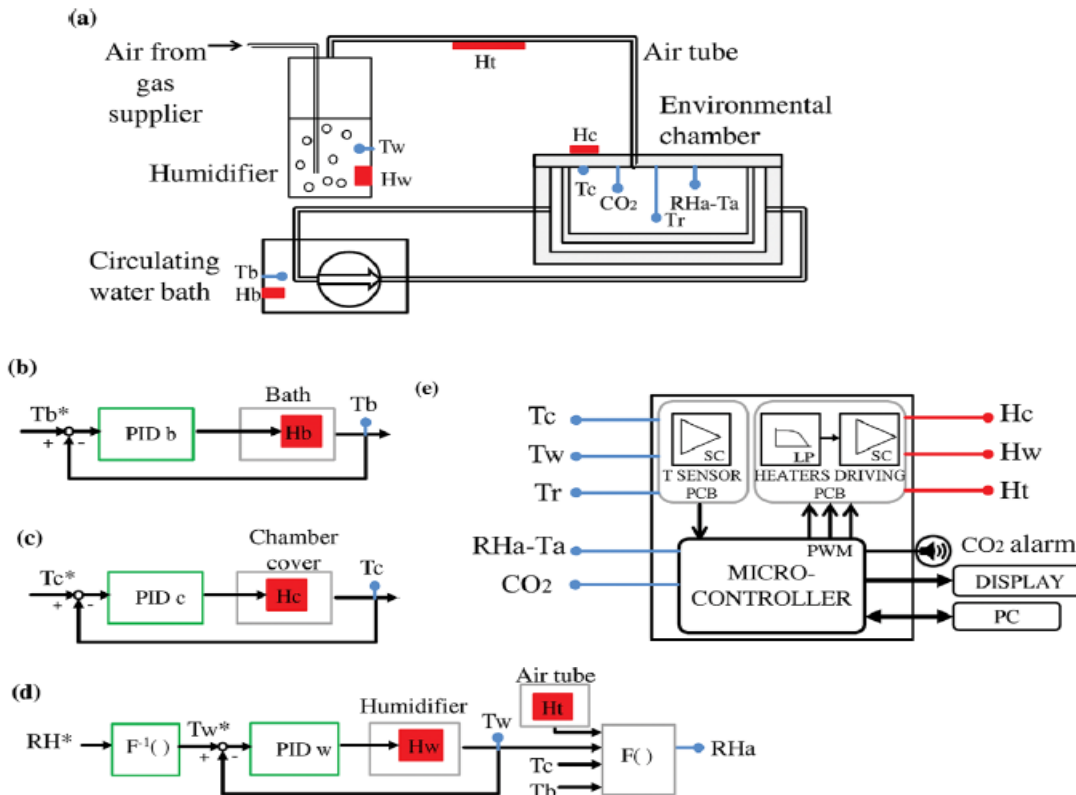 (a)
Air from
gas
supplier
Ht
Air tube
Environmental
chamber
Hc
Tw
Hw
Humidifier
Tc
CO2
RHa-Ta
Tr
Circulating
water bath
Tb
Hb
(b)
Bath
Tb* + - PID b Hb Tb
(c)
Chamber
cover
Tc* + - PID c Hc Tc
(d)
Air tube
Ht
Humidifier
RH* F-1( ) Tw* + - PID w Hw Tw
Tc
Tb
F( )
RHa
(e)
Tc
Tw
Tr
RHa-Ta
CO2
SC
T SENSOR
PCB
LP
SC
HEATERS DRIVING
PCB
Hc
Hw
Ht
PWM
MICRO-
CONTROLLER
CO2 alarm
DISPLAY
PC